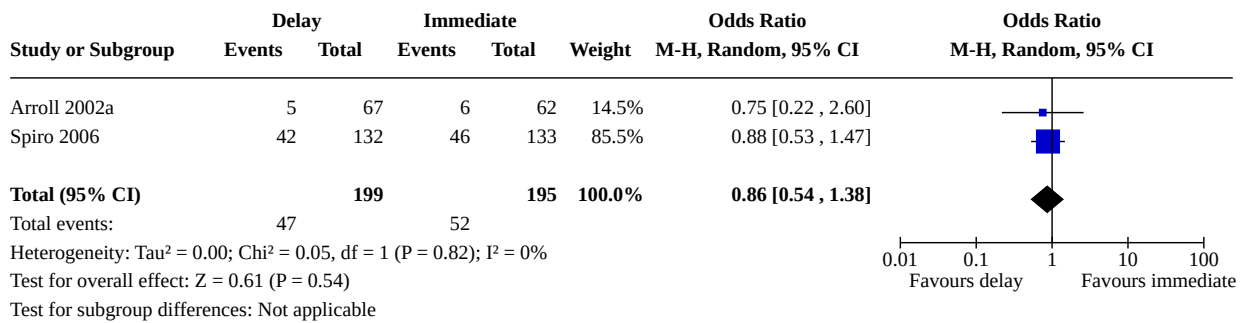 Delay Immediate Odds Ratio Odds Ratio
Study or Subgroup Events Total Events Total Weight M-H, Random, 95% CI M-H, Random, 95% CI
Arroll 2002a 5 67 6 62 14.5% 0.75 [0.22 , 2.60]
Spiro 2006 42 132 46 133 85.5% 0.88 [0.53 , 1.47]
Total (95% CI) 199 195 100.0% 0.86 [0.54 , 1.38]
Total events: 47 52
Heterogeneity: Tau² = 0.00; Chi² = 0.05, df = 1 (P = 0.82); I² = 0%
0.01 0.1 1 10 100
Test for overall effect: Z = 0.61 (P = 0.54)
Favours delay Favours immediate
Test for subgroup differences: Not applicable